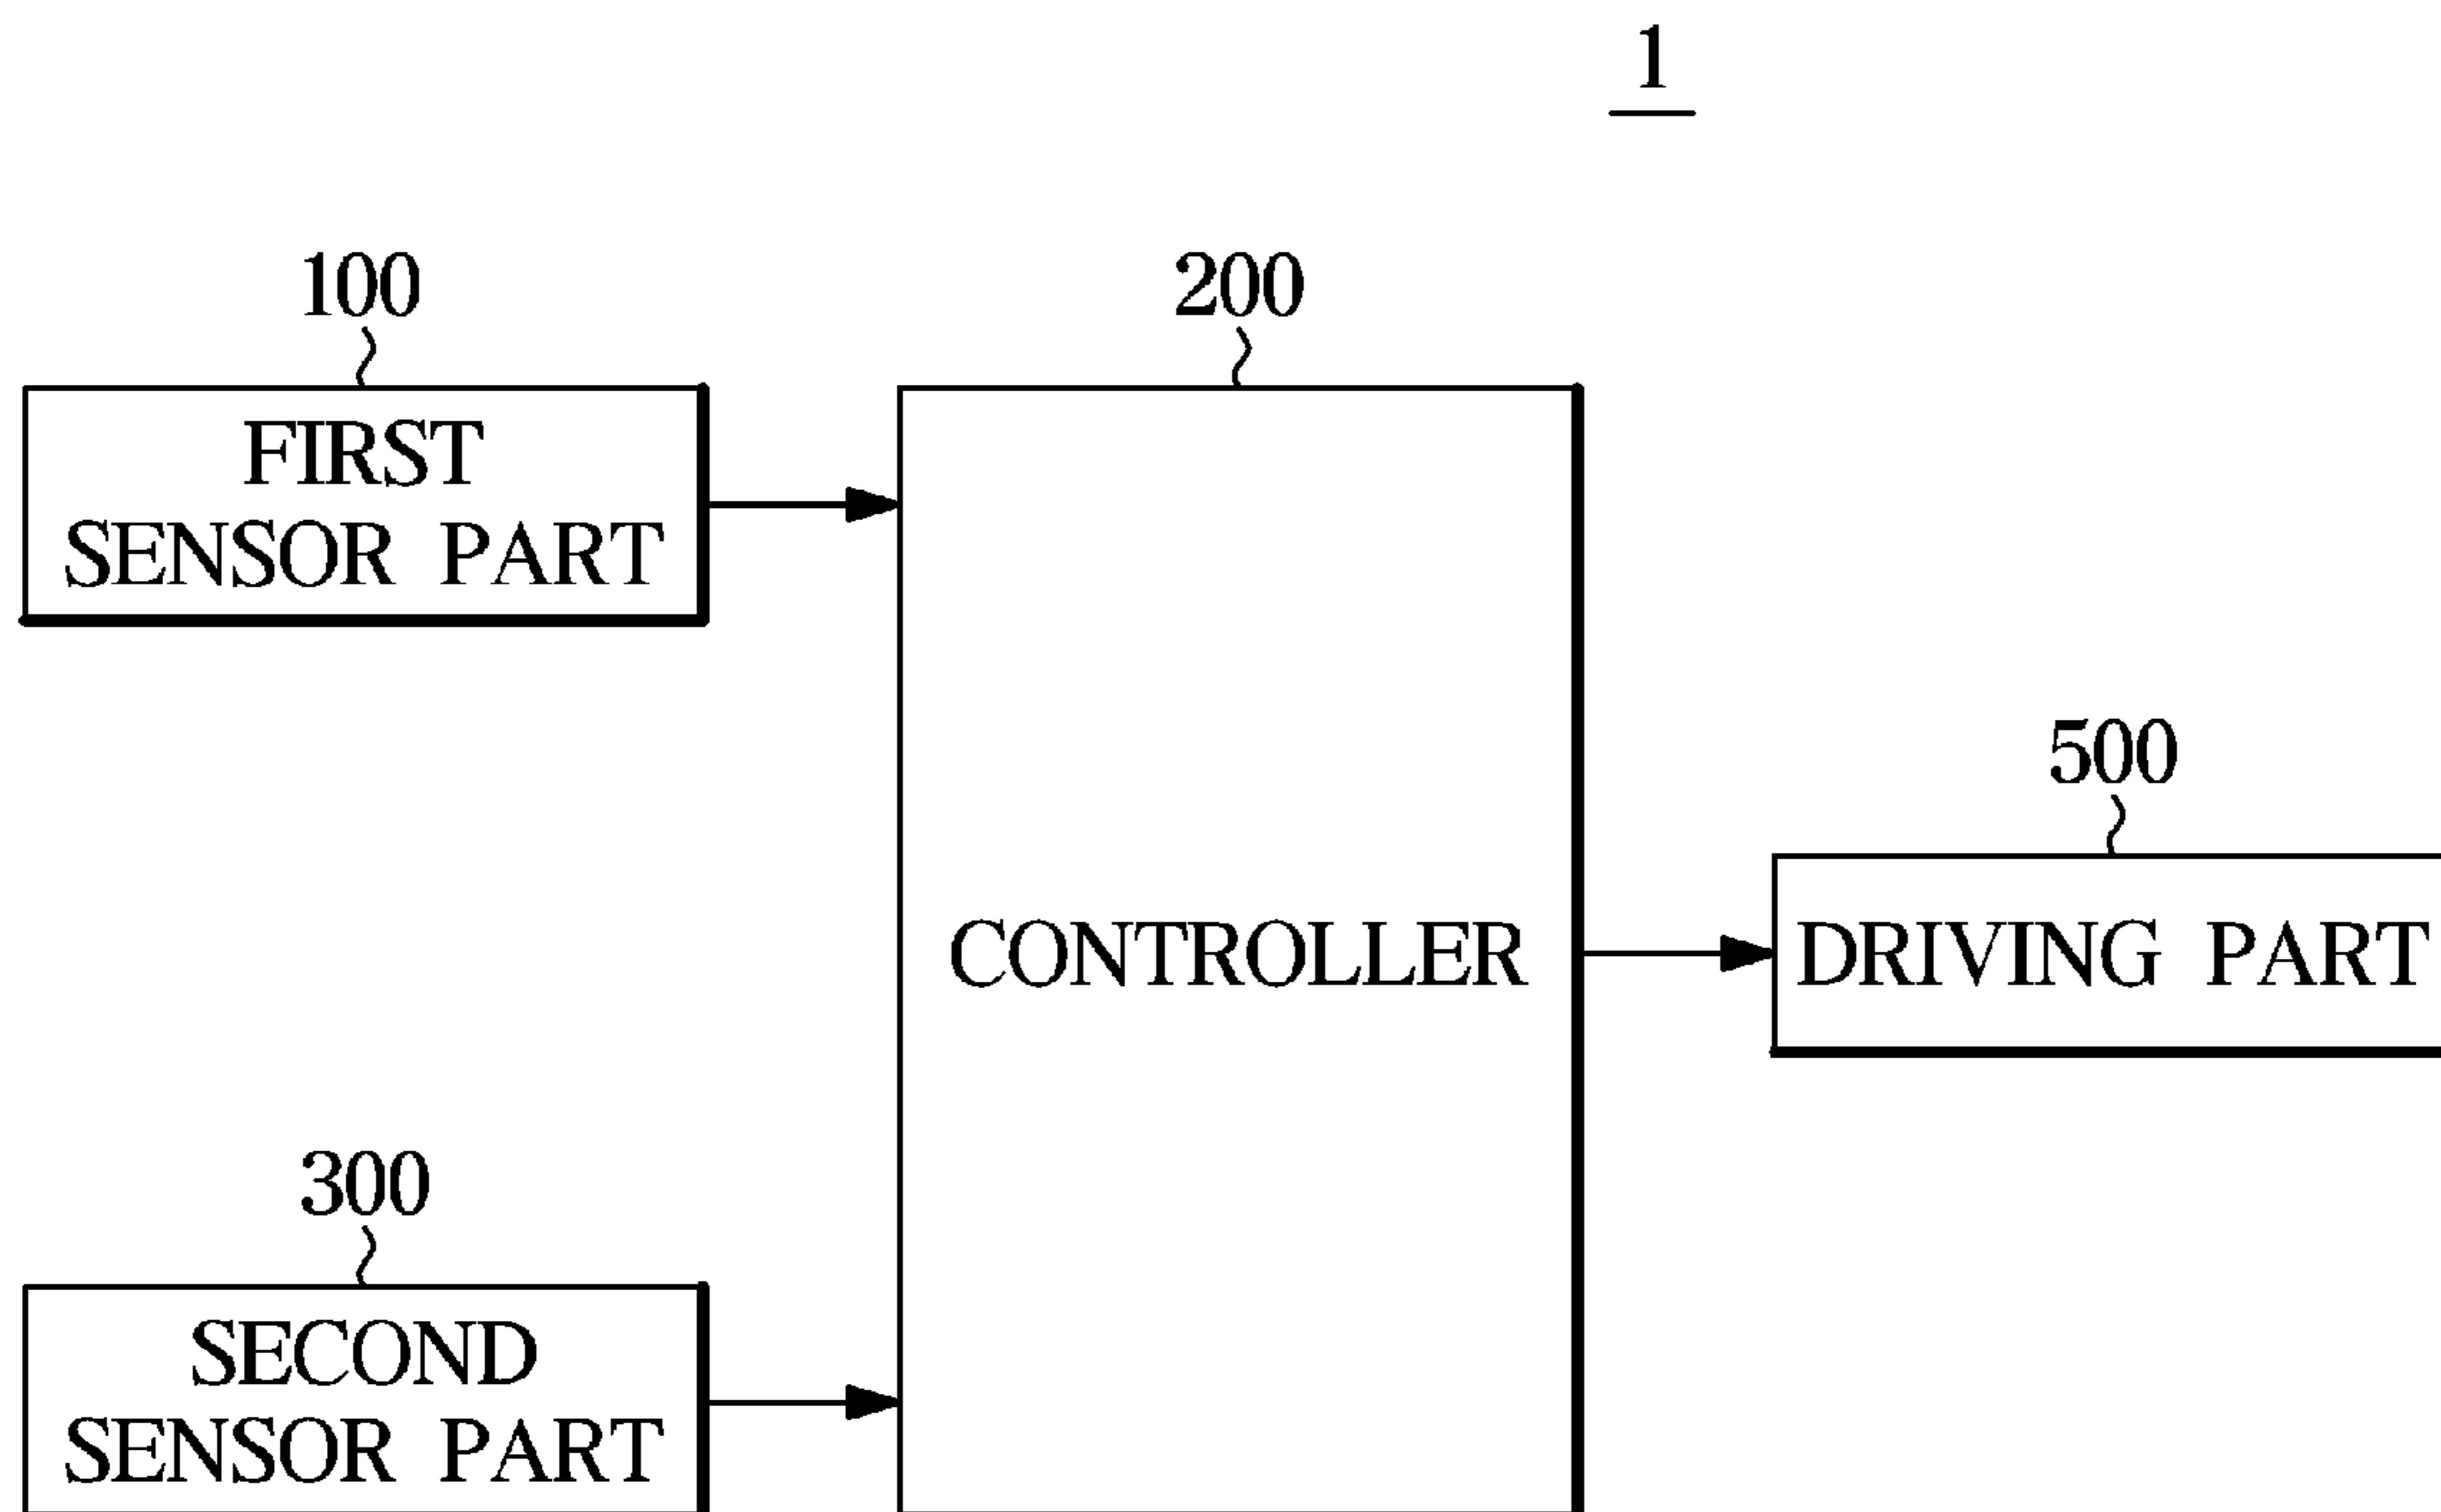 1
100
FIRST
SENSOR PART
200
CONTROLLER
500
DRIVING PART
300
SECOND
SENSOR PART